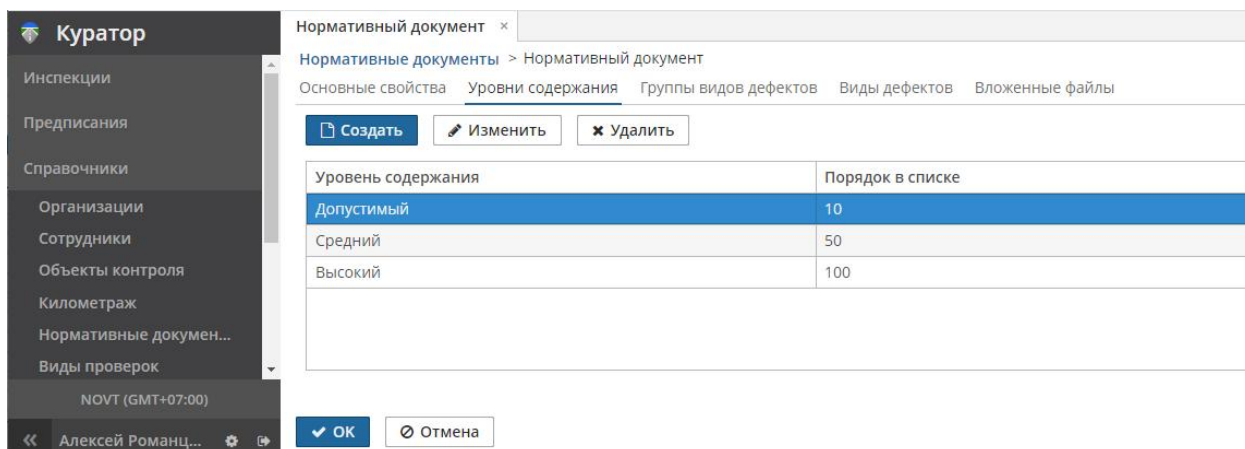 Куратор
Инспекции
Предписания
Справочники
Организации
Сотрудники
Объекты контроля
Километраж
Нормативные докумен...
Виды проверок
NOVT (GMT+07:00)
Алексей Романц...
Нормативный документ ×
Нормативные документы > Нормативный документ
Основные свойства Уровни содержания Группы видов дефектов Виды дефектов Вложенные файлы
Создать Изменить Удалить
Уровень содержания Порядок в списке
Допустимый 10
Средний 50
Высокий 100
ОК Отмена